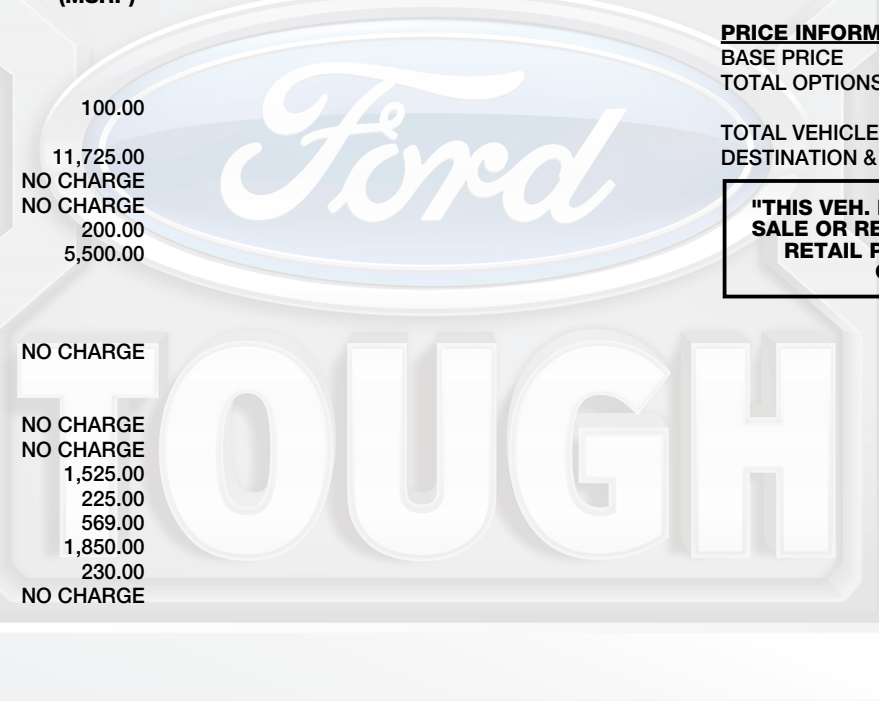 (MSRP)
100.00
11,725.00
NO CHARGE
NO CHARGE
200.00
5,500.00
NO CHARGE
NO CHARGE
NO CHARGE
1,525.00
225.00
569.00
1,850.00
230.00
NO CHARGE
PRICE INFORM
BASE PRICE
TOTAL OPTIONS
TOTAL VEHICLE
DESTINATION &
"THIS VEH.
SALE OR RE
RETAIL P
Ford
TOUGH